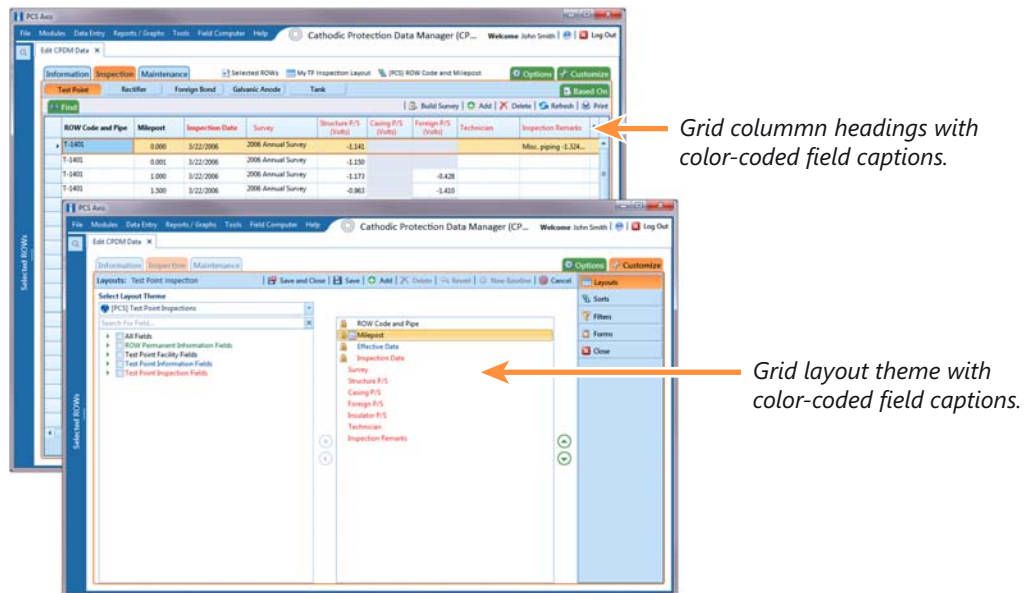 PCS Axis
File Modules Data Entry Reports / Graphs Tools Field Computer Help Cathodic Protection Data Manager (CP... Welcome John Smith Log Out
Edit CPDM Data X
Information Inspection Maintenance Selected ROWs My TP Inspection Layout [PCS] ROW Code and Milepost Options Customize
Test Point Rectifier Foreign Bond Galvanic Anode Tank Based On
Find Build Survey Add Delete Refresh Print
ROW Code and Pipe Milepost Inspection Date Survey Structure P/S (Volts) Casing P/S (Volts) Foreign P/S (Volts) Technician Inspection Remarks
T-1401 0.000 3/22/2006 2006 Annual Survey -1.141 Misc. piping -1.324...
T-1401 0.001 3/22/2006 2006 Annual Survey -1.150
T-1401 1.000 3/22/2006 2006 Annual Survey -1.173 -0.428
T-1401 1.500 3/22/2006 2006 Annual Survey -0.963 -1.410
Selected ROWs
Grid colummn headings with
color-coded field captions.
PCS Axis
File Modules Data Entry Reports / Graphs Tools Field Computer Help Cathodic Protection Data Manager (CP... Welcome John Smith Log Out
Edit CPDM Data X
Information Inspection Maintenance Options Customize
Layouts: Test Point Inspection Save and Close Save Add Delete Revert New Baseline Cancel Layouts
Select Layout Theme
[PCS] Test Point Inspections
Search For Field...
All Fields
ROW Permanent Information Fields
Test Point Facility Fields
Test Point Information Fields
Test Point Inspection Fields
ROW Code and Pipe
Milepost
Effective Date
Inspection Date
Survey
Structure P/S
Casing P/S
Foreign P/S
Insulator P/S
Technician
Inspection Remarks
Sorts
Filters
Forms
Close
Selected ROWs
Grid layout theme with
color-coded field captions.